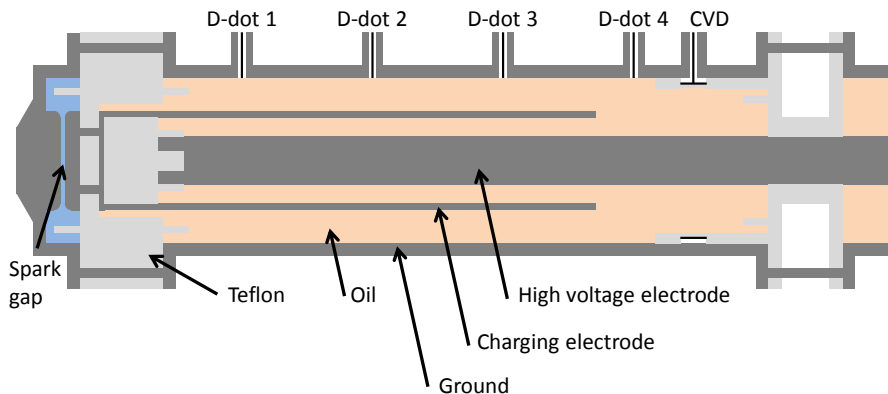 D-dot 1
D-dot 2
D-dot 3
D-dot 4
CVD
Spark
gap
Teflon
Oil
High voltage electrode
Charging electrode
Ground